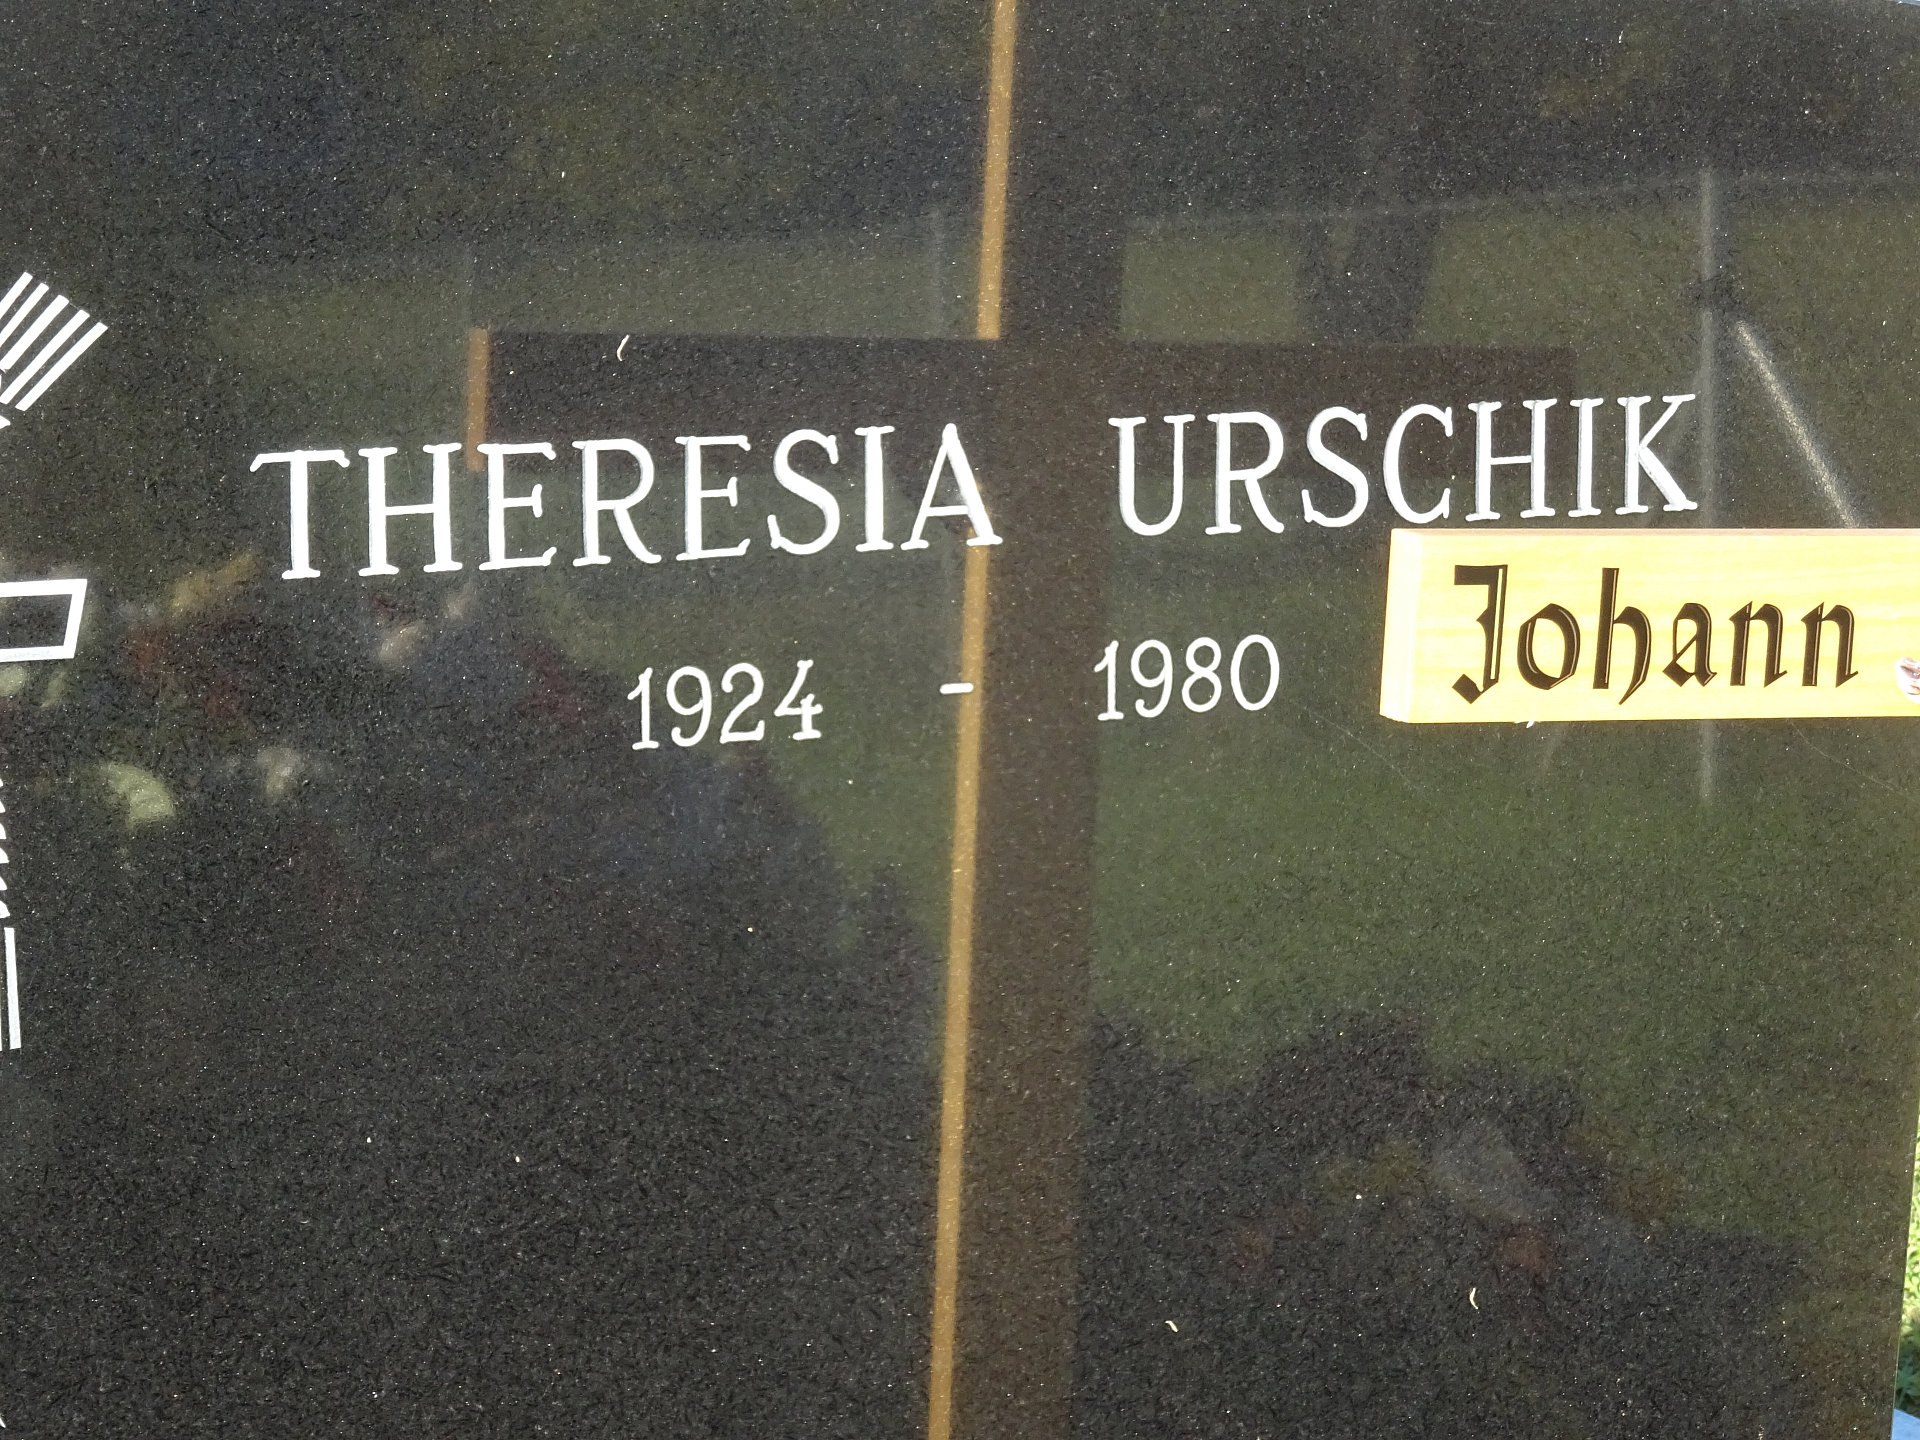 THERESIA URSCHIK
Johann
1924 - 1980